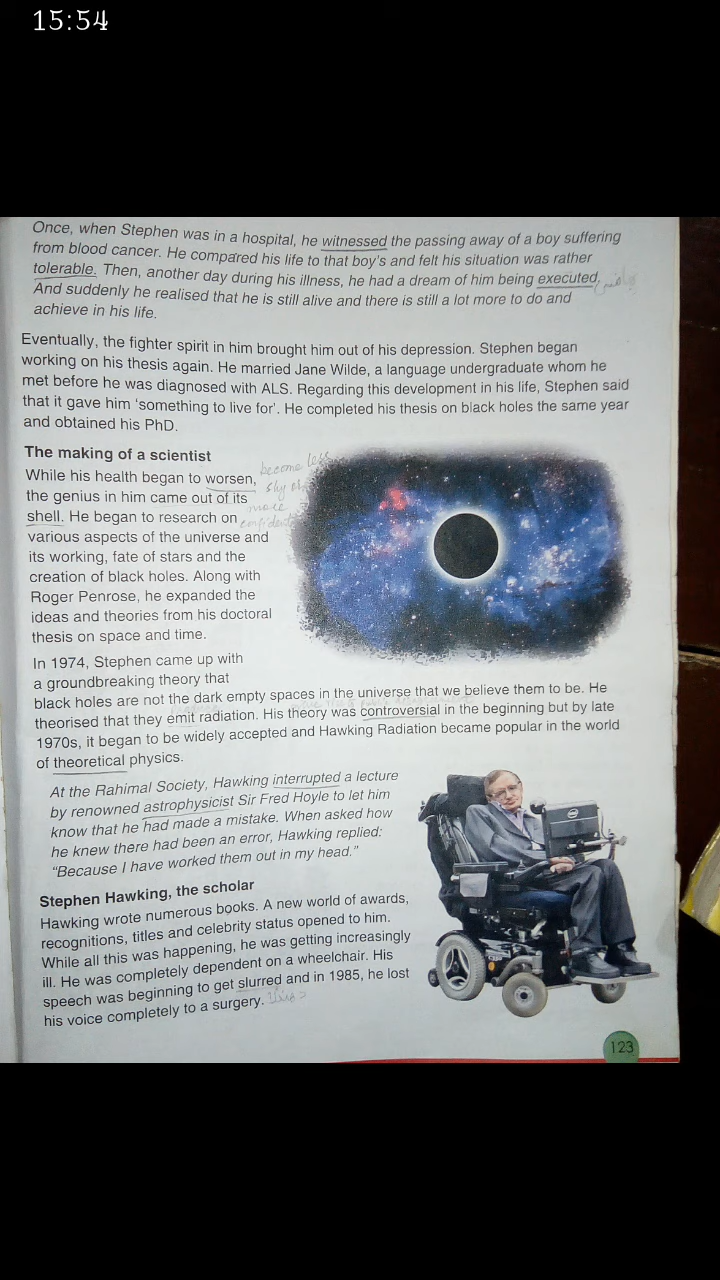 15:54
Once, when Stephen was in a hospital, he witnessed the passing away of a boy suffering
from blood cancer. He compared his life to that boy's and felt his situation was rather
tolerable. Then, another day during his illness, he had a dream of him being executed.
And suddenly he realised that he is still alive and there is still a lot more to do and
achieve in his life.
Eventually, the fighter spirit in him brought him out of his depression. Stephen began
working on his thesis again. He married Jane Wilde, a language undergraduate whom he
met before he was diagnosed with ALS. Regarding this development in his life, Stephen said
that it gave him 'something to live for'. He completed his thesis on black holes the same year
and obtained his PhD.
The making of a scientist
While his health began to worsen,
become less
the genius in him came out of its
shy
more
shell. He began to research on
confident
various aspects of the universe and
its working, fate of stars and the
creation of black holes. Along with
Roger Penrose, he expanded the
ideas and theories from his doctoral
thesis on space and time.
In 1974, Stephen came up with
a groundbreaking theory that
black holes are not the dark empty spaces in the universe that we believe them to be. He
theorised that they emit radiation. His theory was controversial in the beginning but by late
1970s, it began to be widely accepted and Hawking Radiation became popular in the world
of theoretical physics.
At the Rahimal Society, Hawking interrupted a lecture
by renowned astrophysicist Sir Fred Hoyle to let him
know that he had made a mistake. When asked how
he knew there had been an error, Hawking replied:
"Because I have worked them out in my head."
Stephen Hawking, the scholar
Hawking wrote numerous books. A new world of awards,
recognitions, titles and celebrity status opened to him.
While all this was happening, he was getting increasingly
ill. He was completely dependent on a wheelchair. His
speech was beginning to get slurred and in 1985, he lost
his voice completely to a surgery.
123